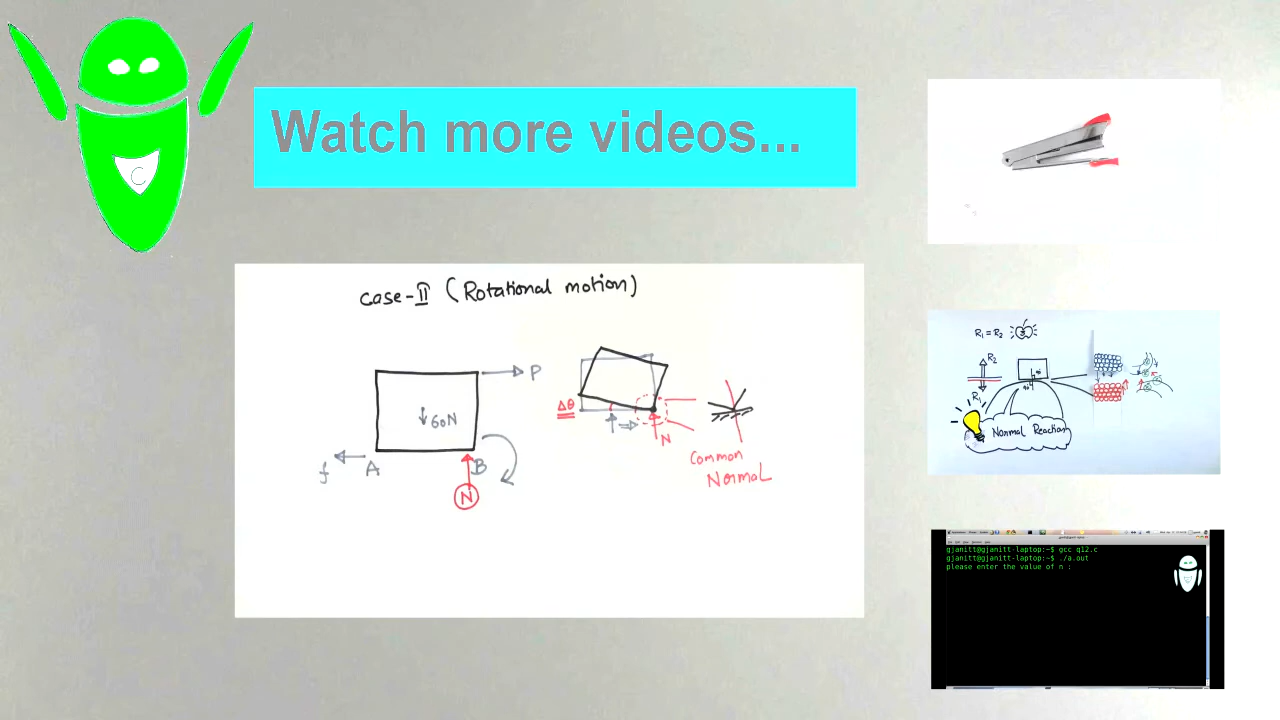 Watch more videos...
C
case-II (Rotational motion)
P
60N
Δθ
f
A
B
N
N
Common
Normal
R₁ = R₂
R₂
R₁
Normal Reaction
gjanitt@gjanitt-laptop:~$ gcc q12.c
gjanitt@gjanitt-laptop:~$ ./a.out
please enter the value of n :